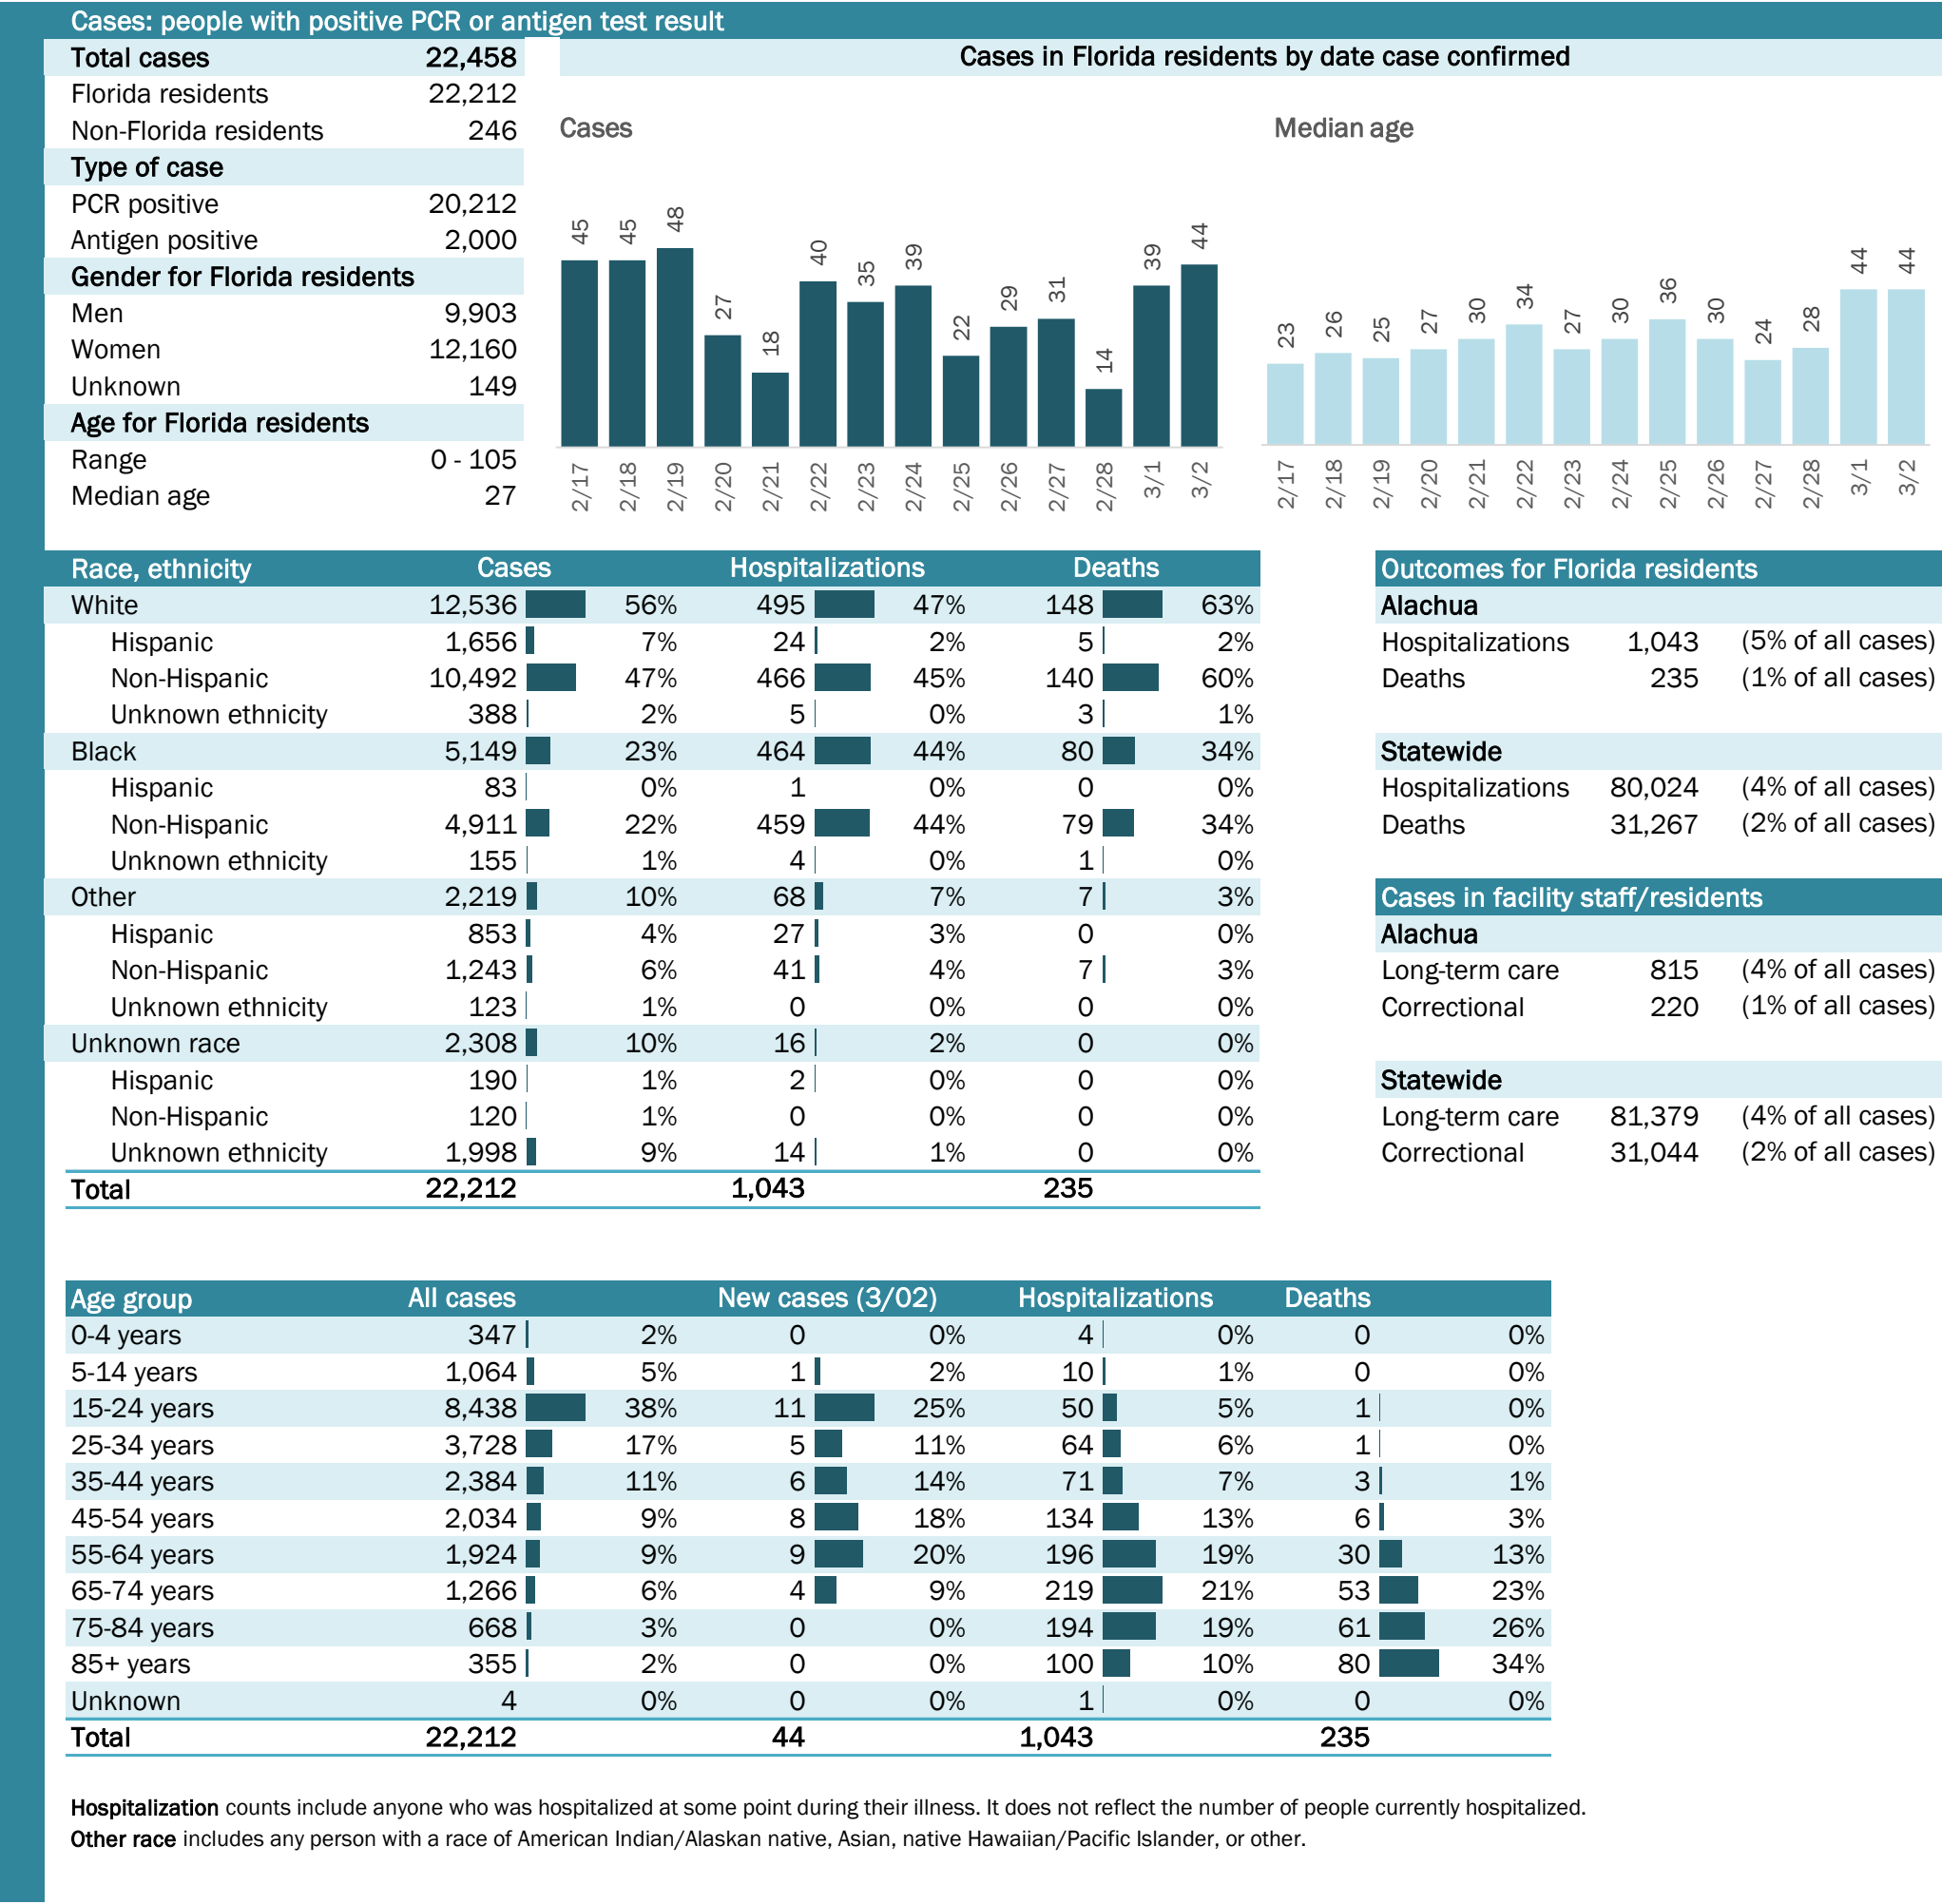 Cases: people with positive PCR or antigen test result
Total cases 22,458
Florida residents 22,212
Non-Florida residents 246
Type of case
PCR positive 20,212
Antigen positive 2,000
Gender for Florida residents
Men 9,903
Women 12,160
Unknown 149
Age for Florida residents
Range 0 - 105
Median age 27
Cases in Florida residents by date case confirmed
Cases
45 45 48 27 18 40 35 39 22 29 31 14 39 44
2/17 2/18 2/19 2/20 2/21 2/22 2/23 2/24 2/25 2/26 2/27 2/28 3/1 3/2
Median age
23 26 25 27 30 34 27 30 36 30 24 28 44 44
2/17 2/18 2/19 2/20 2/21 2/22 2/23 2/24 2/25 2/26 2/27 2/28 3/1 3/2
Race, ethnicity Cases Hospitalizations Deaths
White 12,536 56% 495 47% 148 63%
Hispanic 1,656 7% 24 2% 5 2%
Non-Hispanic 10,492 47% 466 45% 140 60%
Unknown ethnicity 388 2% 5 0% 3 1%
Black 5,149 23% 464 44% 80 34%
Hispanic 83 0% 1 0% 0 0%
Non-Hispanic 4,911 22% 459 44% 79 34%
Unknown ethnicity 155 1% 4 0% 1 0%
Other 2,219 10% 68 7% 7 3%
Hispanic 853 4% 27 3% 0 0%
Non-Hispanic 1,243 6% 41 4% 7 3%
Unknown ethnicity 123 1% 0 0% 0 0%
Unknown race 2,308 10% 16 2% 0 0%
Hispanic 190 1% 2 0% 0 0%
Non-Hispanic 120 1% 0 0% 0 0%
Unknown ethnicity 1,998 9% 14 1% 0 0%
Total 22,212 1,043 235
Outcomes for Florida residents
Alachua
Hospitalizations 1,043 (5% of all cases)
Deaths 235 (1% of all cases)
Statewide
Hospitalizations 80,024 (4% of all cases)
Deaths 31,267 (2% of all cases)
Cases in facility staff/residents
Alachua
Long-term care 815 (4% of all cases)
Correctional 220 (1% of all cases)
Statewide
Long-term care 81,379 (4% of all cases)
Correctional 31,044 (2% of all cases)
Age group All cases New cases (3/02) Hospitalizations Deaths
0-4 years 347 2% 0 0% 4 0% 0 0%
5-14 years 1,064 5% 1 2% 10 1% 0 0%
15-24 years 8,438 38% 11 25% 50 5% 1 0%
25-34 years 3,728 17% 5 11% 64 6% 1 0%
35-44 years 2,384 11% 6 14% 71 7% 3 1%
45-54 years 2,034 9% 8 18% 134 13% 6 3%
55-64 years 1,924 9% 9 20% 196 19% 30 13%
65-74 years 1,266 6% 4 9% 219 21% 53 23%
75-84 years 668 3% 0 0% 194 19% 61 26%
85+ years 355 2% 0 0% 100 10% 80 34%
Unknown 4 0% 0 0% 1 0% 0 0%
Total 22,212 44 1,043 235
Hospitalization counts include anyone who was hospitalized at some point during their illness. It does not reflect the number of people currently hospitalized.
Other race includes any person with a race of American Indian/Alaskan native, Asian, native Hawaiian/Pacific Islander, or other.